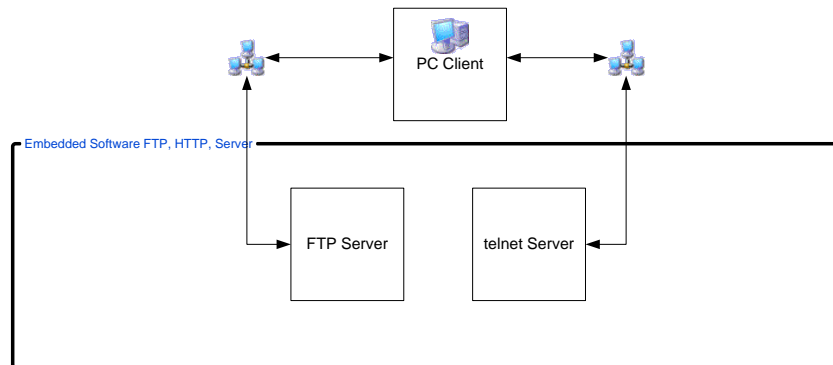 PC Client
Embedded Software FTP, HTTP, Server
FTP Server
telnet Server